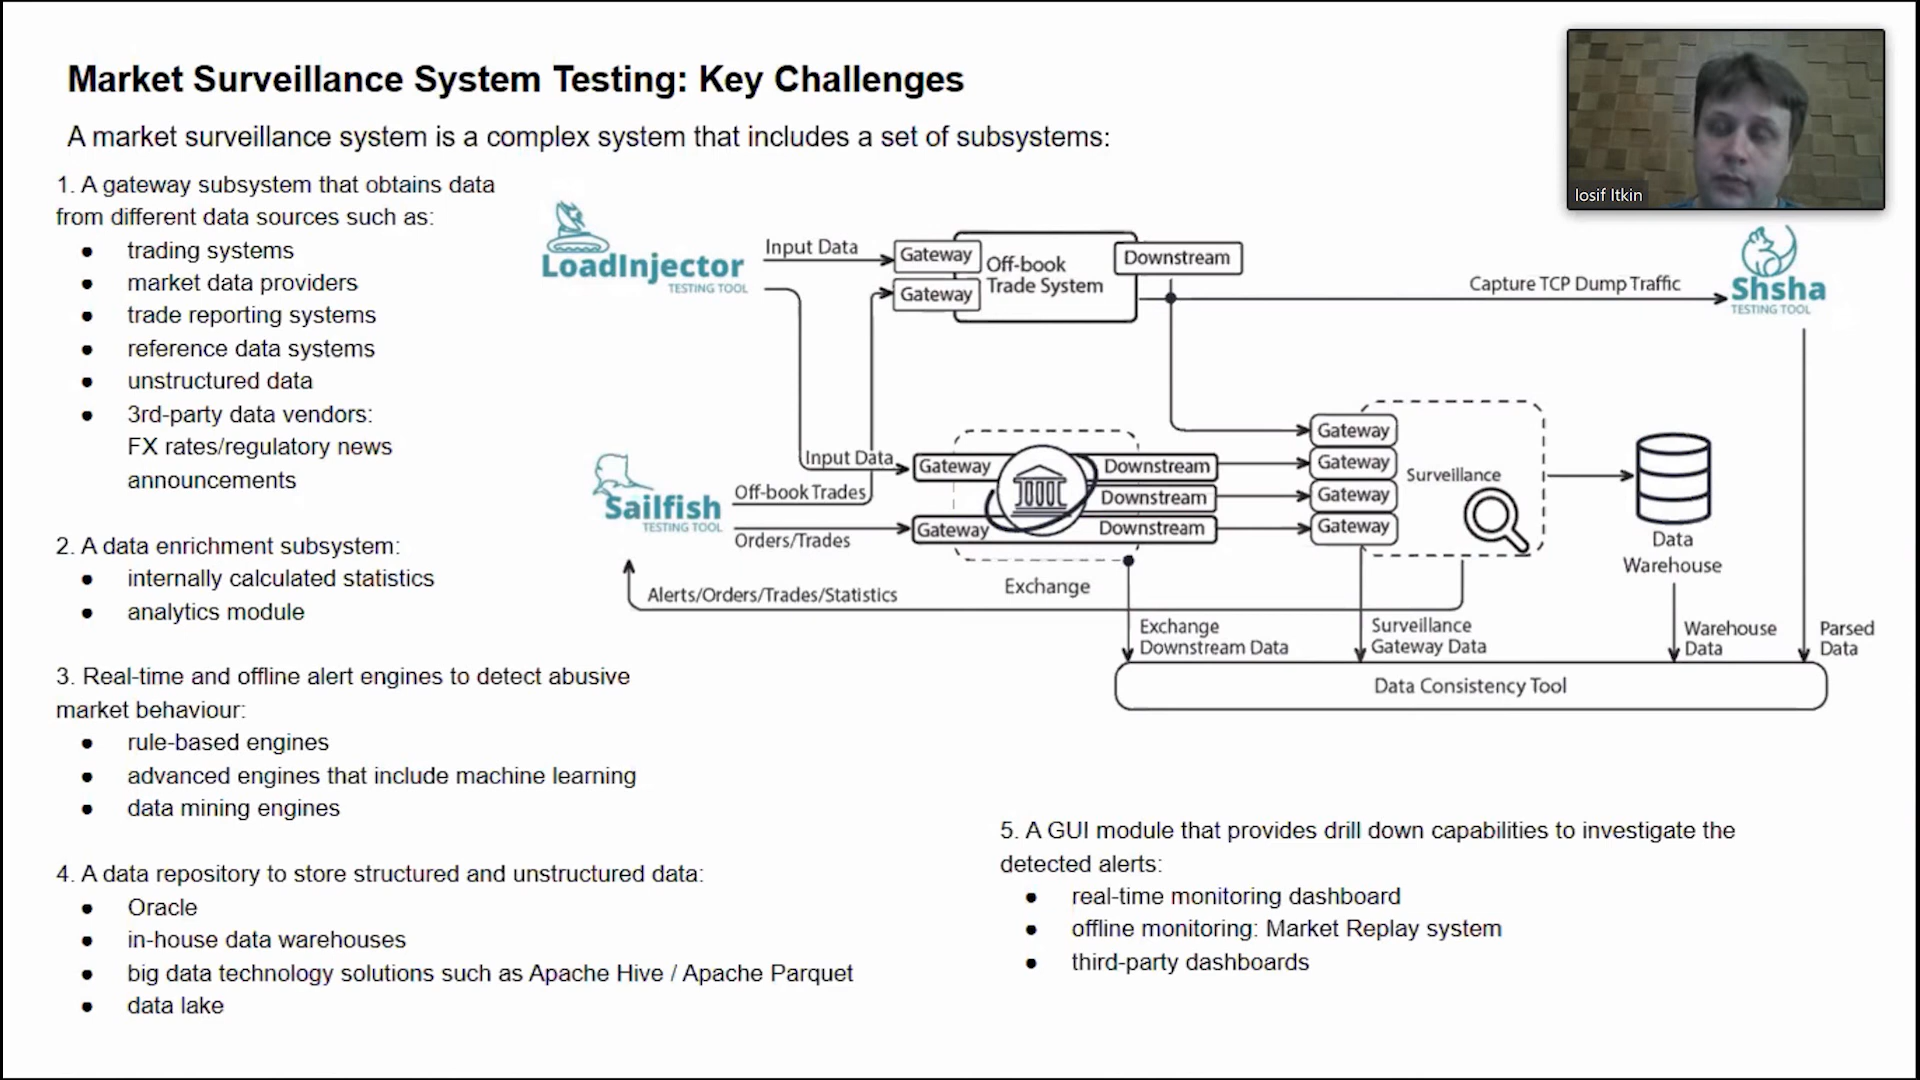 Market Surveillance System Testing: Key Challenges
A market surveillance system is a complex system that includes a set of subsystems:
Iosif Itkin
1. A gateway subsystem that obtains data
from different data sources such as:
● trading systems
● market data providers
● trade reporting systems
● reference data systems
● unstructured data
● 3rd-party data vendors:
FX rates/regulatory news
announcements
2. A data enrichment subsystem:
● internally calculated statistics
● analytics module
3. Real-time and offline alert engines to detect abusive
market behaviour:
● rule-based engines
● advanced engines that include machine learning
● data mining engines
4. A data repository to store structured and unstructured data:
● Oracle
● in-house data warehouses
● big data technology solutions such as Apache Hive / Apache Parquet
● data lake
LoadInjector
TESTING TOOL
Input Data
Gateway
Gateway
Off-book
Trade System
Downstream
Capture TCP Dump Traffic
Shsha
TESTING TOOL
Sailfish
TESTING TOOL
Input Data
Off-book Trades
Orders/Trades
Gateway
Gateway
Downstream
Downstream
Downstream
Exchange
Gateway
Gateway
Gateway
Gateway
Surveillance
Data
Warehouse
Alerts/Orders/Trades/Statistics
Exchange
Downstream Data
Surveillance
Gateway Data
Warehouse
Data
Parsed
Data
Data Consistency Tool
5. A GUI module that provides drill down capabilities to investigate the
detected alerts:
● real-time monitoring dashboard
● offline monitoring: Market Replay system
● third-party dashboards